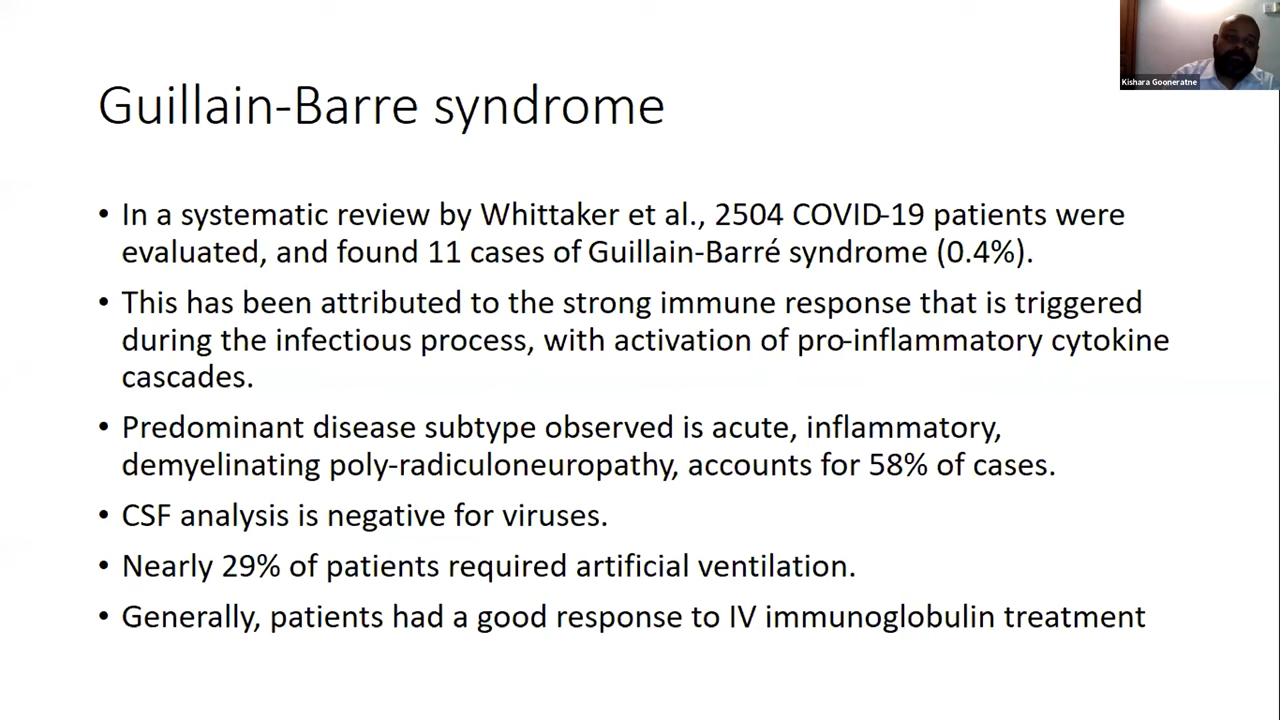 Kishara Gooneratne
Guillain-Barre syndrome
• In a systematic review by Whittaker et al., 2504 COVID-19 patients were
evaluated, and found 11 cases of Guillain-Barré syndrome (0.4%).
• This has been attributed to the strong immune response that is triggered
during the infectious process, with activation of pro-inflammatory cytokine
cascades.
• Predominant disease subtype observed is acute, inflammatory,
demyelinating poly-radiculoneuropathy, accounts for 58% of cases.
• CSF analysis is negative for viruses.
• Nearly 29% of patients required artificial ventilation.
• Generally, patients had a good response to IV immunoglobulin treatment